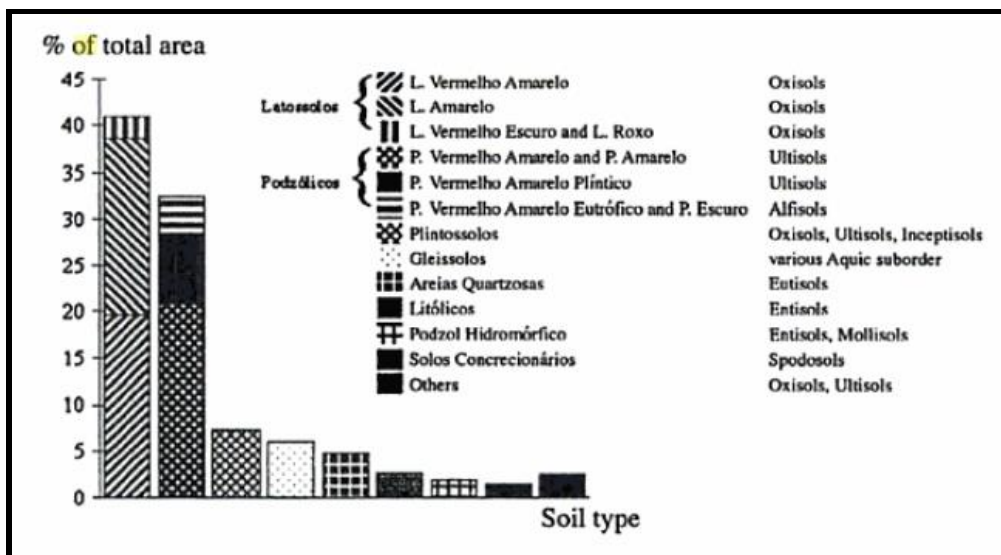 % of total area
45
40
35
30
25
20
15
10
5
0
Latossolos
Podzólicos
L. Vermelho Amarelo Oxisols
L. Amarelo Oxisols
L. Vermelho Escuro and L. Roxo Oxisols
P. Vermelho Amarelo and P. Amarelo Ultisols
P. Vermelho Amarelo Plíntico Ultisols
P. Vermelho Amarelo Eutrófico and P. Escuro Alfisols
Plintossolos Oxisols, Ultisols, Inceptisols
Gleissolos various Aquic suborder
Areias Quartzosas Eutisols
Litólicos Entisols
Podzol Hidromórfico Entisols, Mollisols
Solos Concrecionários Spodosols
Others Oxisols, Ultisols
Soil type